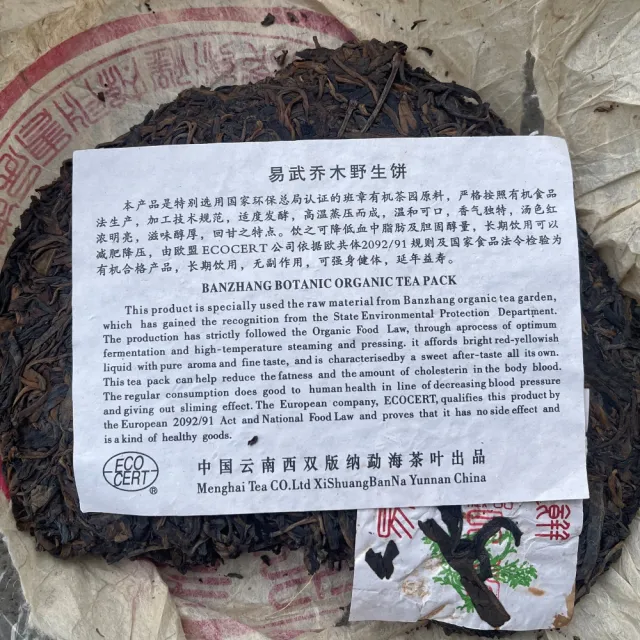 易武乔木野生饼
本产品是特别选用国家环保总局认证的班章有机茶园原料，严格按照有机食品
法生产，加工技术规范，适度发酵，高温蒸压而成，温和可口，香气独特，汤色红
浓明亮，滋味醇厚，回甘之特点。饮之可降低血中脂肪及胆固醇量，长期饮用可以
减肥降压，由欧盟ECOCERT公司依据欧共体2092/91规则及国家食品法令检验为
有机合格产品，长期饮用，无副作用，可强身健体，延年益寿。
BANZHANG BOTANIC ORGANIC TEA PACK
This product is specially used the raw material from Banzhang organic tea garden,
which has gained the recognition from the State Environmental Protection Department.
The production has strictly followed the Organic Food Law, through aprocess of optimum
fermentation and high-temperature steaming and pressing. it affords bright red-yellowish
liquid with pure aroma and fine taste, and is characterisedby a sweet after-taste all its own.
This tea pack can help reduce the fatness and the amount of cholesterin in the body blood.
The regular consumption does good to human health in line of decreasing blood pressure
and giving out sliming effect. The European company, ECOCERT, qualifies this product by
the European 2092/91 Act and National Food Law and proves that it has no side effect and
is a kind of healthy goods.
ECO
CERT
®
中国云南西双版纳勐海茶叶出品
Menghai Tea CO.Ltd XiShuangBanNa Yunnan China